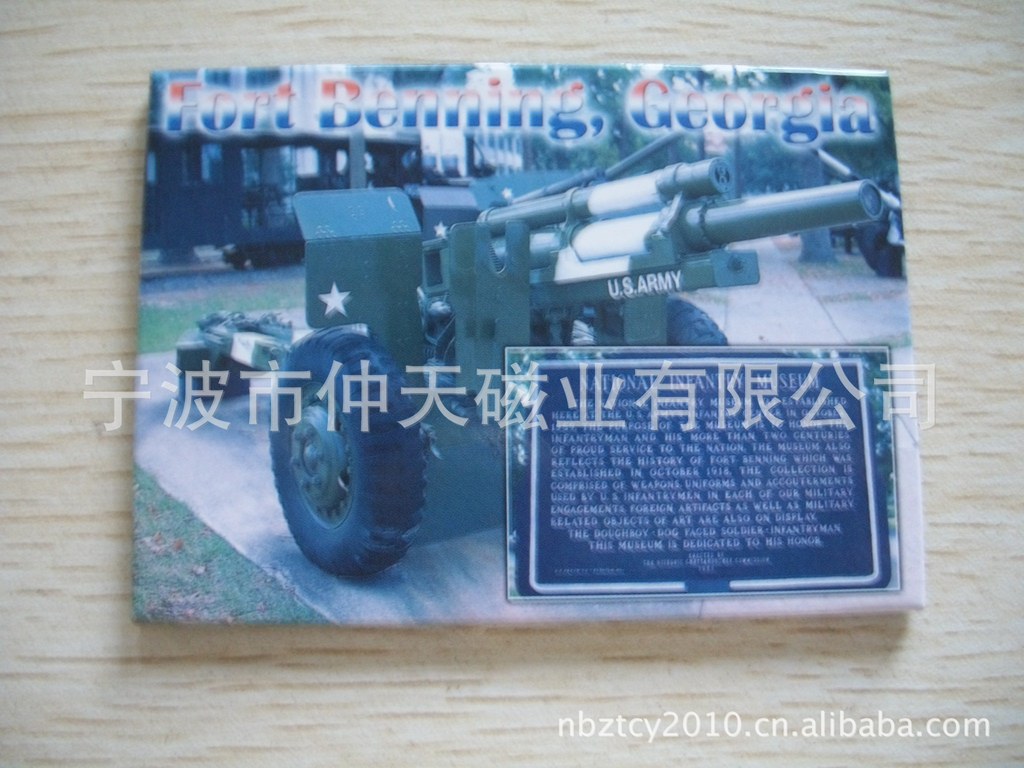 Fort Benning, Georgia
U.S.ARMY
宁波市仲天磁业有限公司
NATIONAL INFANTRY MUSEUM
INFANTRYMAN AND HIS MORE THAN TWO CENTURIES
OF PROUD SERVICE TO THE NATION. THE MUSEUM ALSO
REFLECTS THE HISTORY OF FORT BENNING WHICH WAS
ESTABLISHED IN OCTOBER 1918. THE COLLECTION IS
COMPRISED OF WEAPONS, UNIFORMS AND ACCOUTERMENTS
USED BY U.S. INFANTRYMEN IN EACH OF OUR MILITARY
ENGAGEMENTS. FOREIGN ARTIFACTS AS WELL AS MILITARY
RELATED OBJECTS OF ART ARE ALSO ON DISPLAY.
THE DOUGHBOY - DOG FACED SOLDIER - INFANTRYMAN
THIS MUSEUM IS DEDICATED TO HIS HONOR.
nbztcy2010.cn.alibaba.com